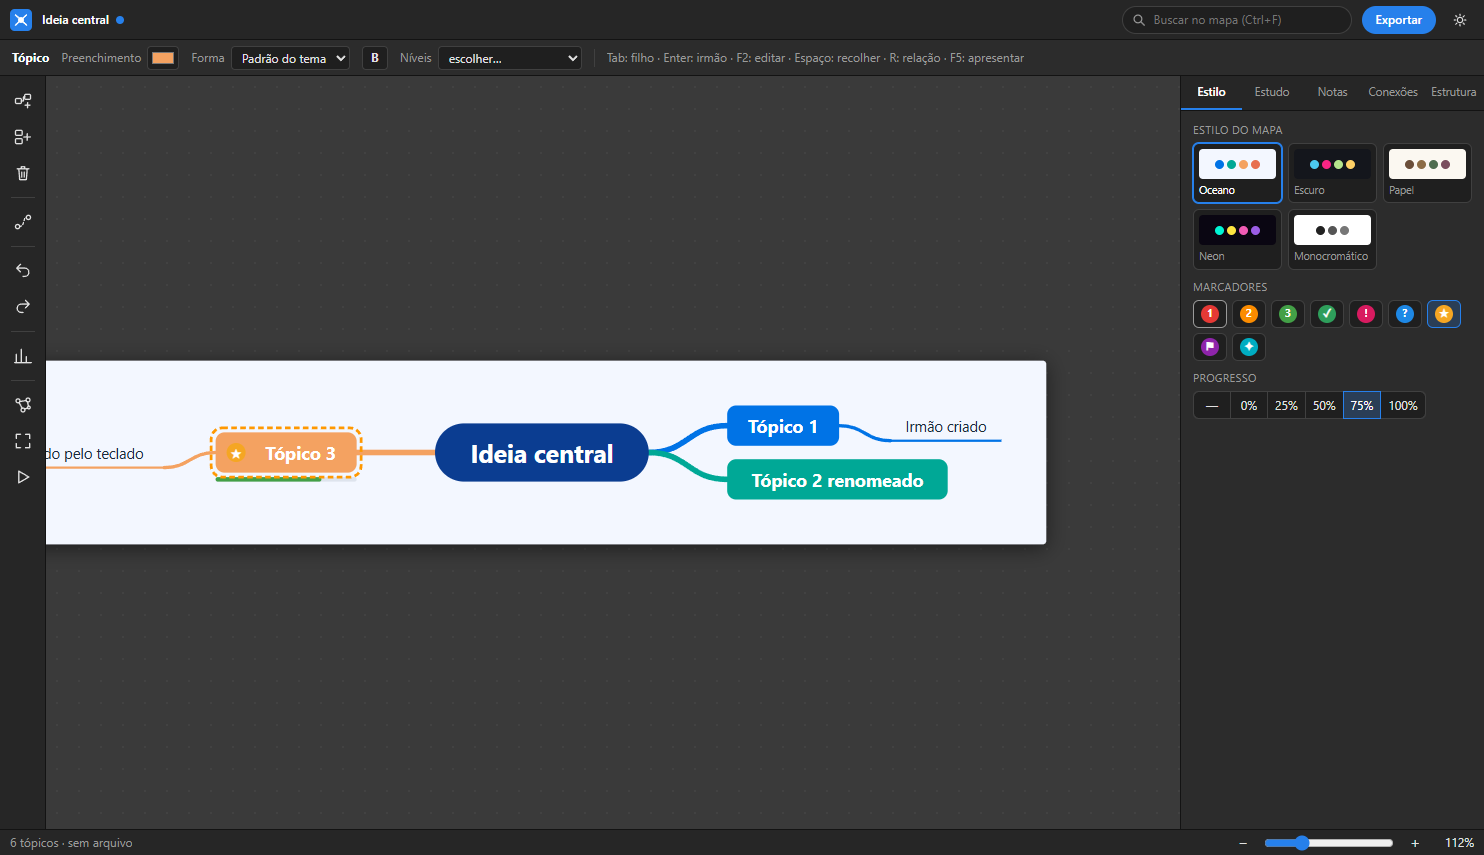 Ideia central
Buscar no mapa (Ctrl+F)
Exportar
Tópico
Preenchimento
Forma
Padrão do tema
B
Níveis
escolher...
Tab: filho · Enter: irmão · F2: editar · Espaço: recolher · R: relação · F5: apresentar
Estilo
Estudo
Notas
Conexões
Estrutura
ESTILO DO MAPA
Oceano
Escuro
Papel
Neon
Monocromático
MARCADORES
1
2
3
!
?
PROGRESSO
—
0%
25%
50%
75%
100%
do pelo teclado
Tópico 3
Ideia central
Tópico 1
Irmão criado
Tópico 2 renomeado
6 tópicos · sem arquivo
112%